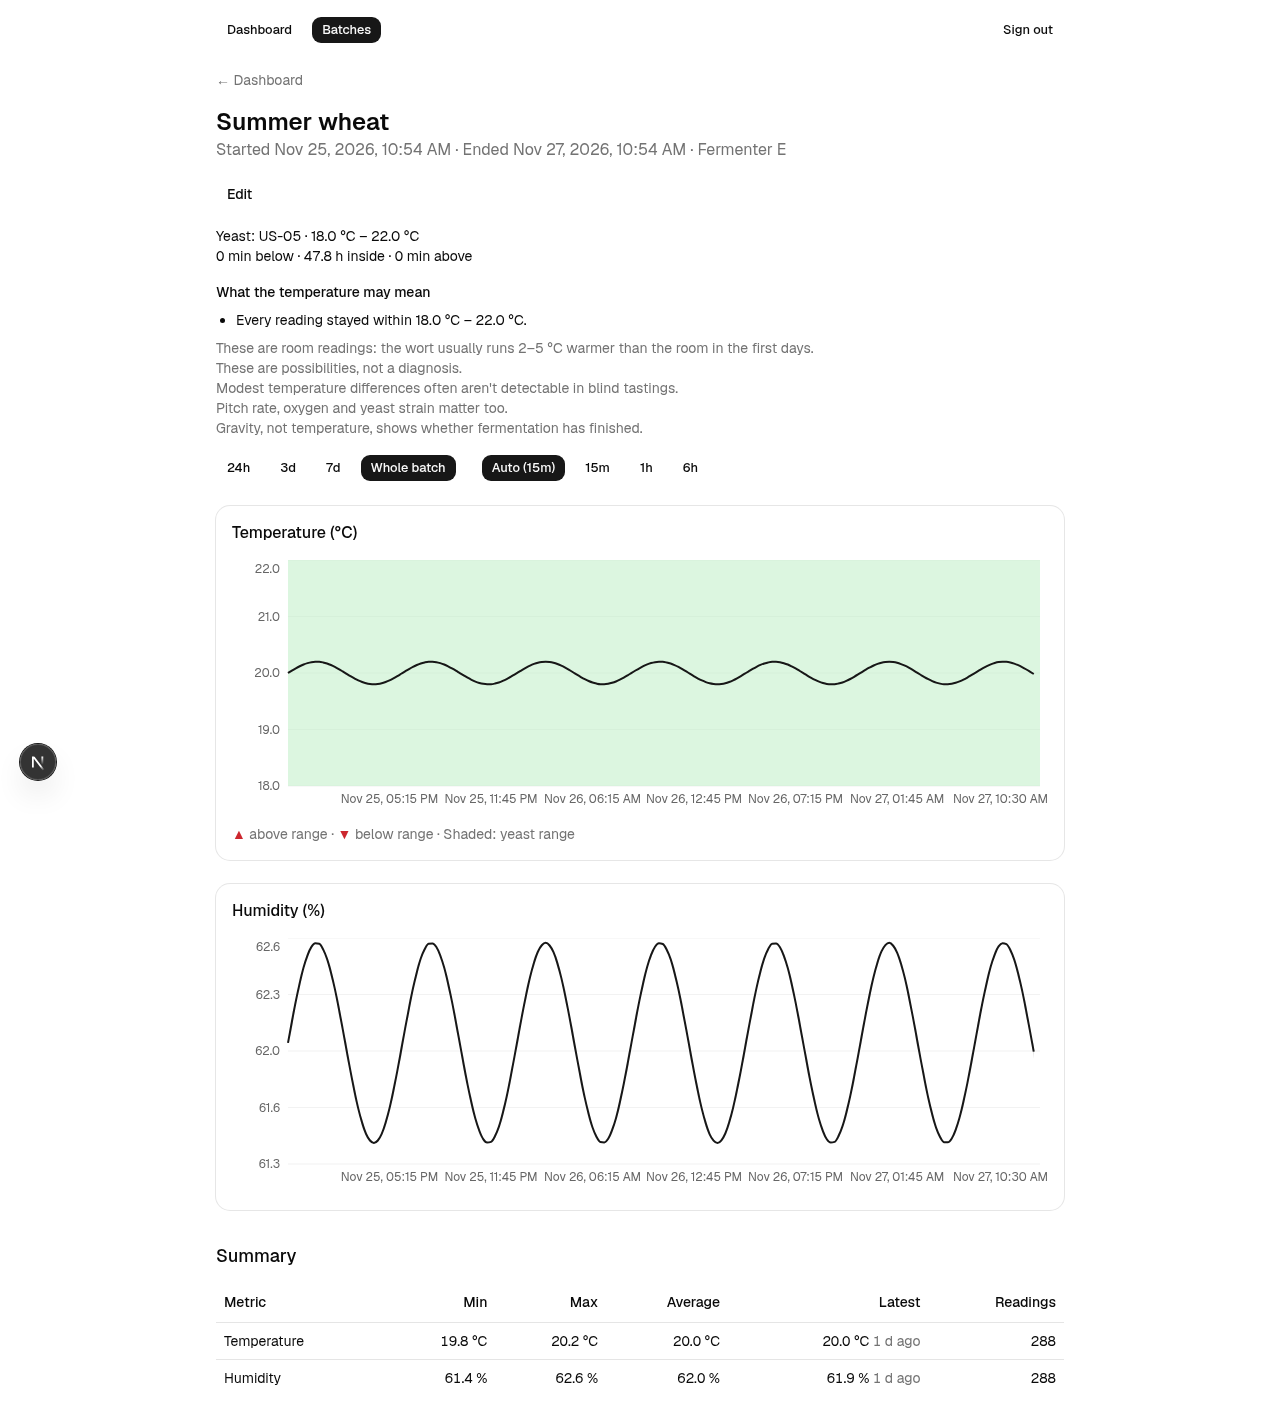 Dashboard Batches Sign out
← Dashboard
Summer wheat
Started Nov 25, 2026, 10:54 AM · Ended Nov 27, 2026, 10:54 AM · Fermenter E
Edit
Yeast: US-05 · 18.0 °C – 22.0 °C
0 min below · 47.8 h inside · 0 min above
What the temperature may mean
• Every reading stayed within 18.0 °C – 22.0 °C.
These are room readings: the wort usually runs 2–5 °C warmer than the room in the first days.
These are possibilities, not a diagnosis.
Modest temperature differences often aren't detectable in blind tastings.
Pitch rate, oxygen and yeast strain matter too.
Gravity, not temperature, shows whether fermentation has finished.
24h 3d 7d Whole batch Auto (15m) 15m 1h 6h
Temperature (°C)
22.0
21.0
20.0
19.0
18.0
Nov 25, 05:15 PM Nov 25, 11:45 PM Nov 26, 06:15 AM Nov 26, 12:45 PM Nov 26, 07:15 PM Nov 27, 01:45 AM Nov 27, 10:30 AM
▲ above range · ▼ below range · Shaded: yeast range
Humidity (%)
62.6
62.3
62.0
61.6
61.3
Nov 25, 05:15 PM Nov 25, 11:45 PM Nov 26, 06:15 AM Nov 26, 12:45 PM Nov 26, 07:15 PM Nov 27, 01:45 AM Nov 27, 10:30 AM
Summary
Metric Min Max Average Latest Readings
Temperature 19.8 °C 20.2 °C 20.0 °C 20.0 °C 1 d ago 288
Humidity 61.4 % 62.6 % 62.0 % 61.9 % 1 d ago 288
N